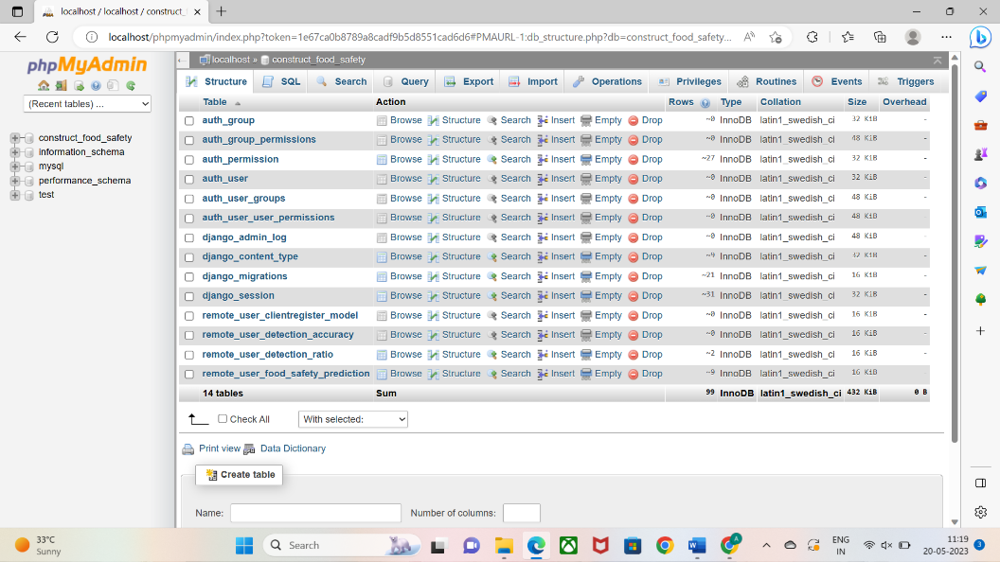 localhost / localhost / construct_
localhost/phpmyadmin/index.php?token=1e67ca0b8789a8cadf9b5d8551cad6d6#PMAURL-1:db_structure.php?db=construct_food_safety...
phpMyAdmin
(Recent tables) ...
construct_food_safety
information_schema
mysql
performance_schema
test
localhost » construct_food_safety
Structure SQL Search Query Export Import Operations Privileges Routines Events Triggers
Table Action Rows Type Collation Size Overhead
auth_group Browse Structure Search Insert Empty Drop ~0 InnoDB latin1_swedish_ci 32 KiB -
auth_group_permissions Browse Structure Search Insert Empty Drop ~0 InnoDB latin1_swedish_ci 48 KiB -
auth_permission Browse Structure Search Insert Empty Drop ~27 InnoDB latin1_swedish_ci 32 KiB -
auth_user Browse Structure Search Insert Empty Drop ~0 InnoDB latin1_swedish_ci 32 KiB -
auth_user_groups Browse Structure Search Insert Empty Drop ~0 InnoDB latin1_swedish_ci 48 KiB -
auth_user_user_permissions Browse Structure Search Insert Empty Drop ~0 InnoDB latin1_swedish_ci 48 KiB -
django_admin_log Browse Structure Search Insert Empty Drop ~0 InnoDB latin1_swedish_ci 48 KiB -
django_content_type Browse Structure Search Insert Empty Drop ~9 InnoDB latin1_swedish_ci 32 KiB -
django_migrations Browse Structure Search Insert Empty Drop ~21 InnoDB latin1_swedish_ci 16 KiB -
django_session Browse Structure Search Insert Empty Drop ~31 InnoDB latin1_swedish_ci 32 KiB -
remote_user_clientregister_model Browse Structure Search Insert Empty Drop ~0 InnoDB latin1_swedish_ci 16 KiB -
remote_user_detection_accuracy Browse Structure Search Insert Empty Drop ~0 InnoDB latin1_swedish_ci 16 KiB -
remote_user_detection_ratio Browse Structure Search Insert Empty Drop ~2 InnoDB latin1_swedish_ci 16 KiB -
remote_user_food_safety_prediction Browse Structure Search Insert Empty Drop ~9 InnoDB latin1_swedish_ci 16 KiB -
14 tables Sum 99 InnoDB latin1_swedish_ci 432 KiB 0 B
Check All With selected:
Print view Data Dictionary
Create table
Name: Number of columns:
33°C
Sunny
Search
ENG
IN
11:19
20-05-2023
3